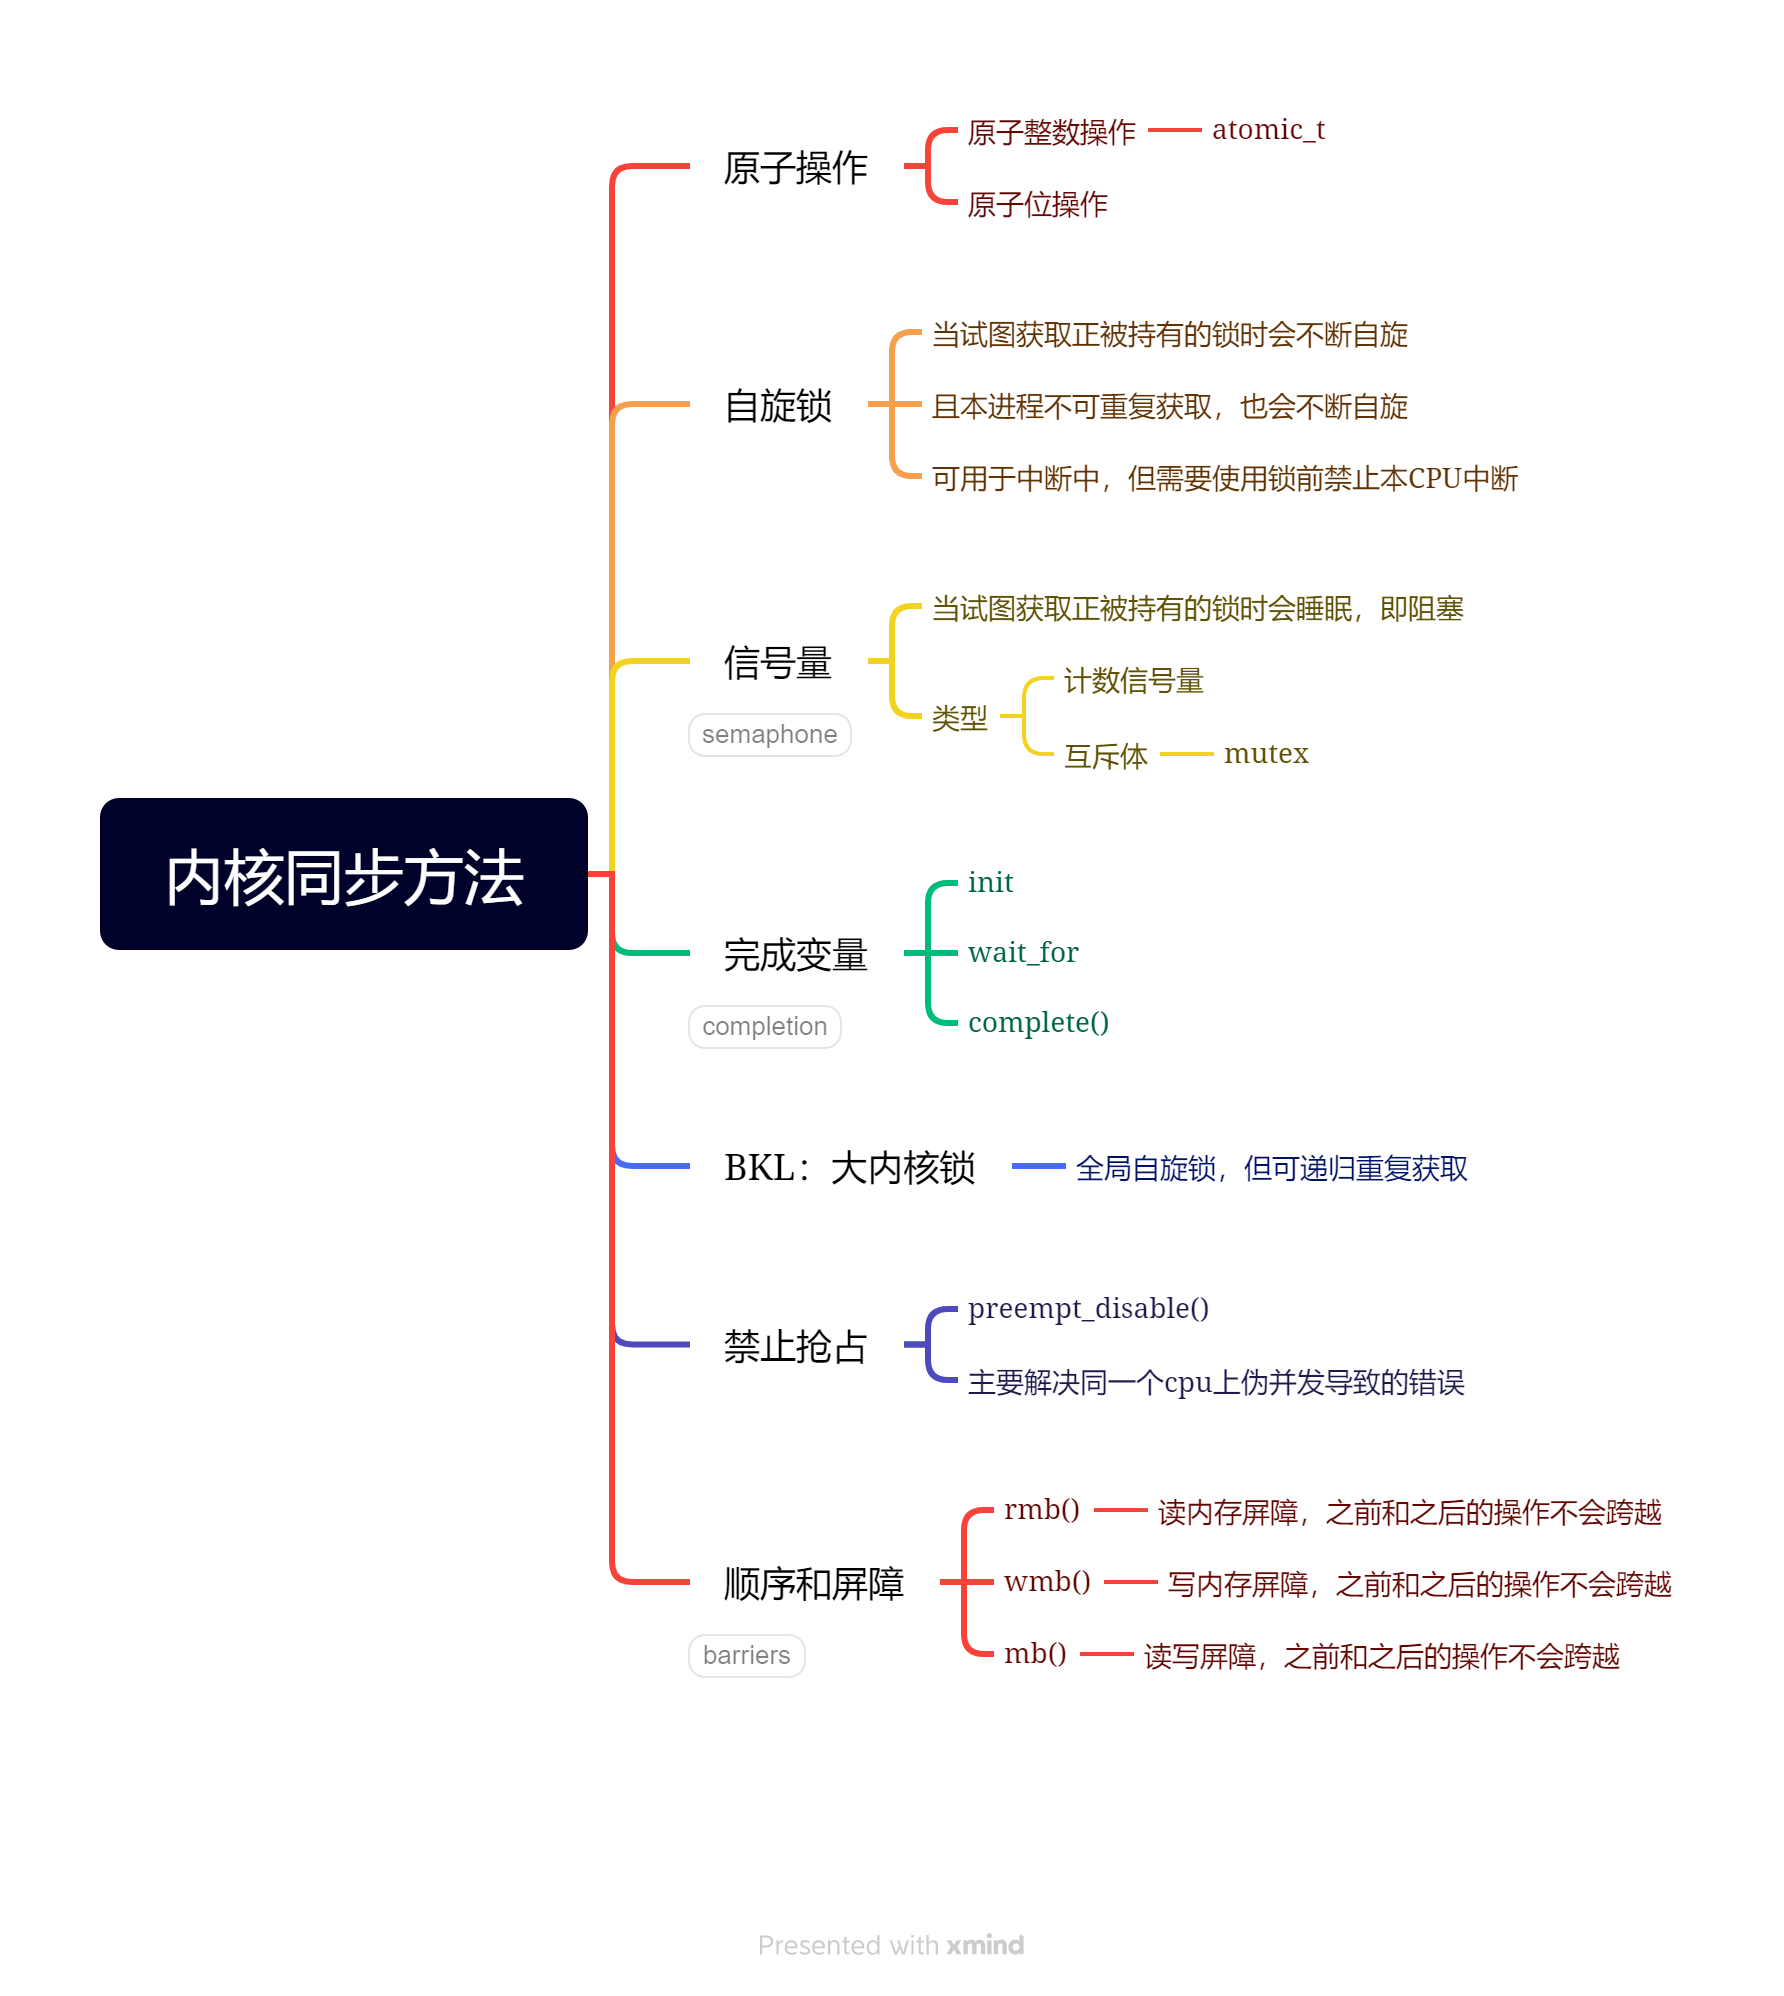 内核同步方法
原子操作
原子整数操作
atomic_t
原子位操作
自旋锁
当试图获取正被持有的锁时会不断自旋
且本进程不可重复获取，也会不断自旋
可用于中断中，但需要使用锁前禁止本CPU中断
信号量
semaphone
当试图获取正被持有的锁时会睡眠，即阻塞
类型
计数信号量
互斥体
mutex
完成变量
completion
init
wait_for
complete()
BKL：大内核锁
全局自旋锁，但可递归重复获取
禁止抢占
preempt_disable()
主要解决同一个cpu上伪并发导致的错误
顺序和屏障
barriers
rmb()
读内存屏障，之前和之后的操作不会跨越
wmb()
写内存屏障，之前和之后的操作不会跨越
mb()
读写屏障，之前和之后的操作不会跨越
Presented with xmind